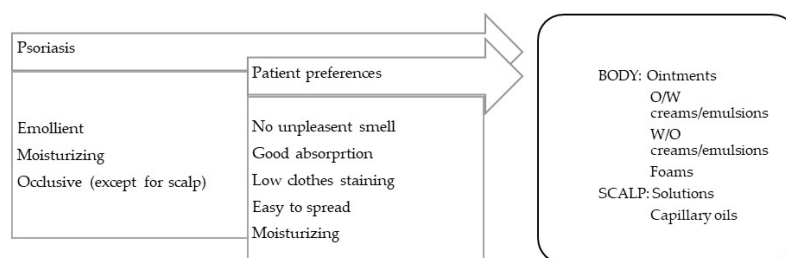 Psoriasis
Patient preferences
Emollient
Moisturizing
Occlusive (except for scalp)
No unpleasent smell
Good absorprtion
Low clothes staining
Easy to spread
Moisturizing
BODY: Ointments
O/W
creams/emulsions
W/O
creams/emulsions
Foams
SCALP: Solutions
Capillary oils